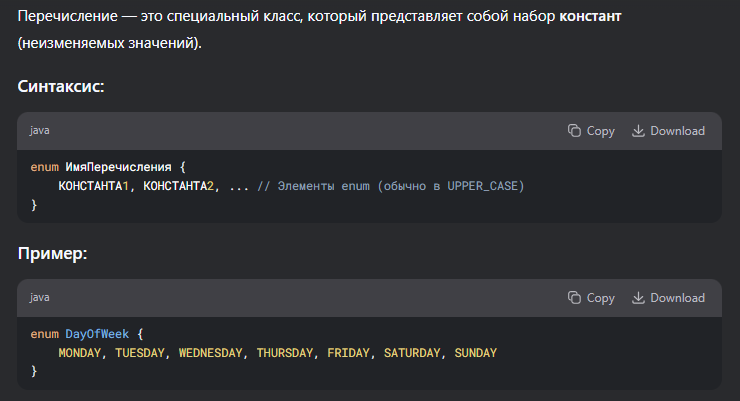 Перечисление — это специальный класс, который представляет собой набор констант
(неизменяемых значений).
Синтаксис:
java
Copy
Download
enum ИмяПеречисления {
    КОНСТАНТА1, КОНСТАНТА2, ... // Элементы enum (обычно в UPPER_CASE)
}
Пример:
java
Copy
Download
enum DayOfWeek {
    MONDAY, TUESDAY, WEDNESDAY, THURSDAY, FRIDAY, SATURDAY, SUNDAY
}